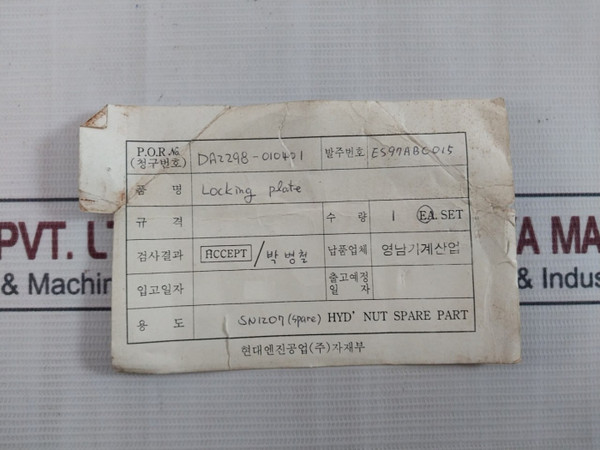 P.O.R.№
(청구번호)
DA2298-010401
발주번호
ES97ABC015
품 명
Locking plate
규 격
수 량
1 EA. SET
검사결과
ACCEPT / 박병철
납품업체
영남기계산업
입고일자
출고예정
일 자
용 도
SN1207 (spare) HYD' NUT SPARE PART
현대엔진공업(주)자재부
PVT. L
A MA
& Machin
& Indus